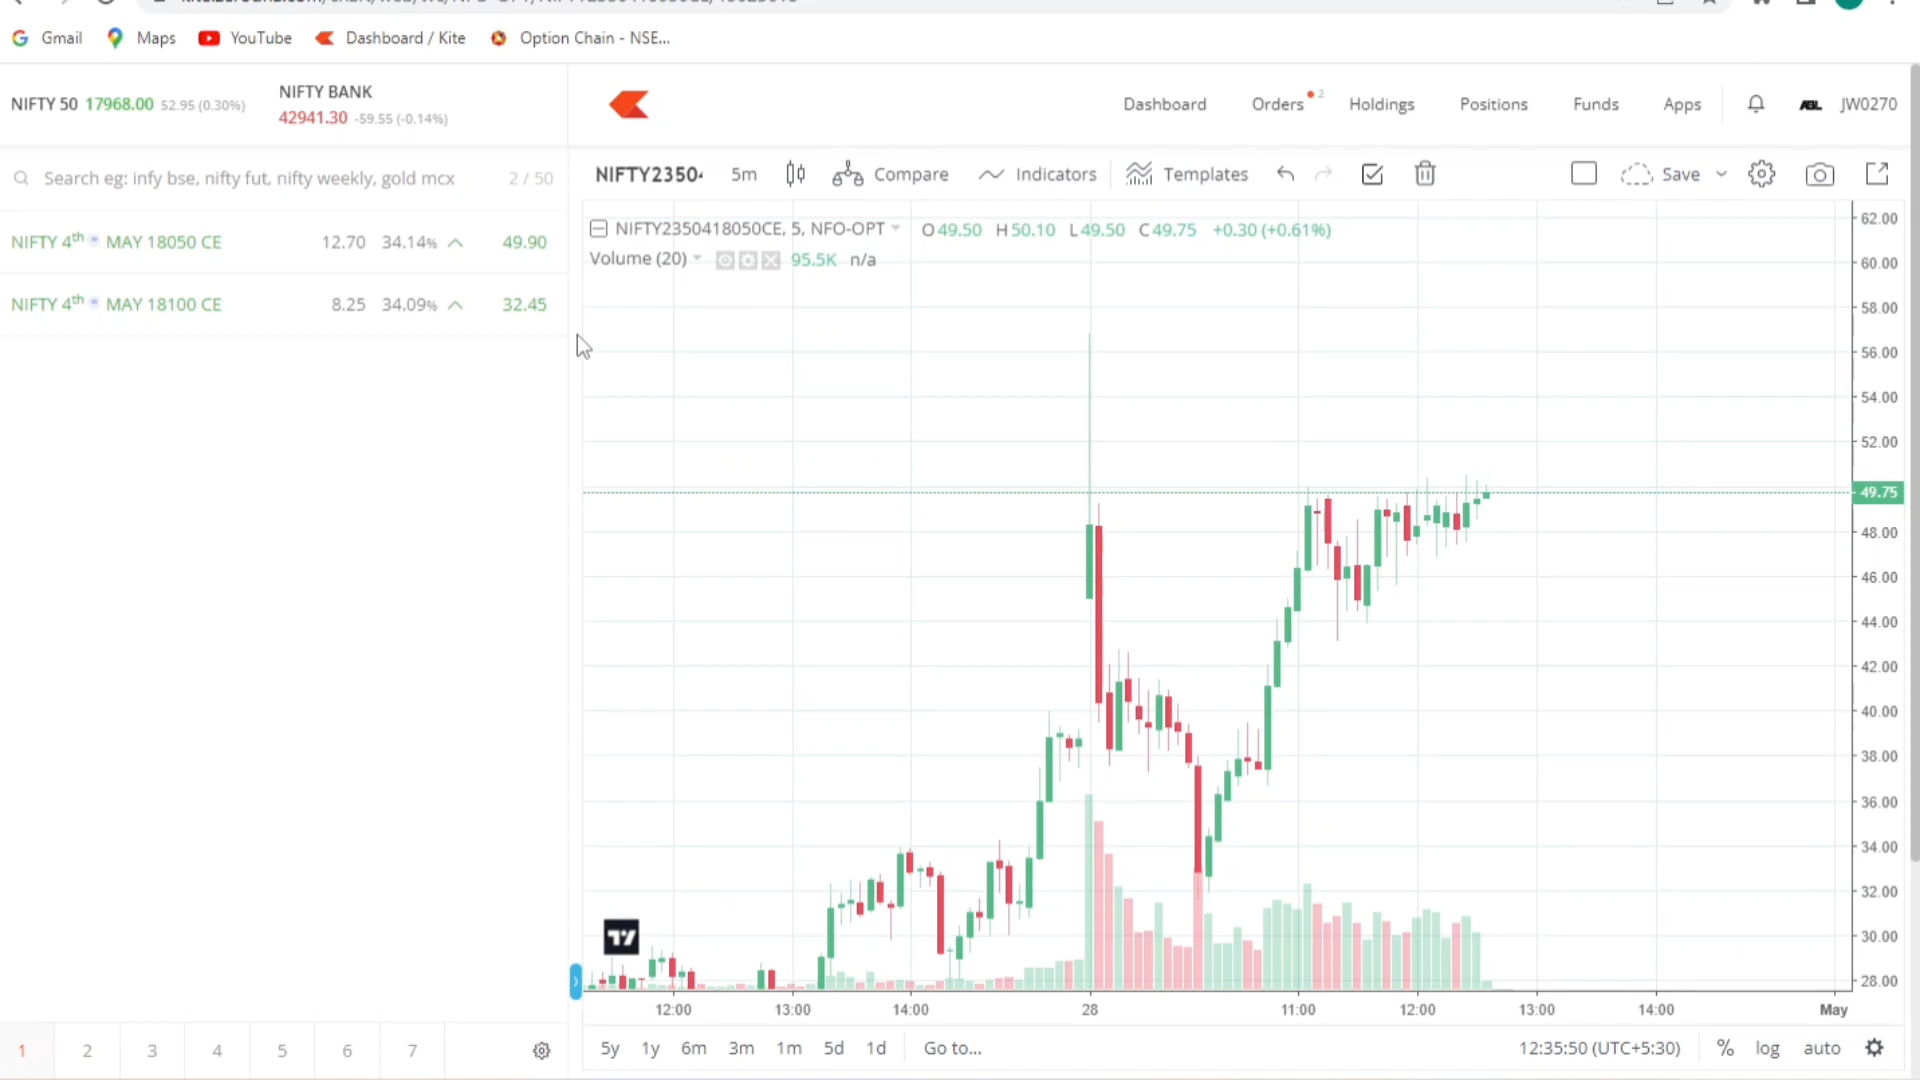 Gmail Maps YouTube Dashboard / Kite Option Chain - NSE...
NIFTY 50 17968.00 52.95 (0.30%)
NIFTY BANK
42941.30 -59.55 (-0.14%)
Dashboard Orders 2 Holdings Positions Funds Apps ABL JW0270
Search eg: infy bse, nifty fut, nifty weekly, gold mcx 2 / 50
NIFTY 4th w MAY 18050 CE 12.70 34.14% 49.90
NIFTY 4th w MAY 18100 CE 8.25 34.09% 32.45
NIFTY2350 5m Compare Indicators Templates Save
NIFTY2350418050CE, 5, NFO-OPT O49.50 H50.10 L49.50 C49.75 +0.30 (+0.61%)
Volume (20) 95.5K n/a
62.00
60.00
58.00
56.00
54.00
52.00
49.75
48.00
46.00
44.00
42.00
40.00
38.00
36.00
34.00
32.00
30.00
28.00
12:00 13:00 14:00 28 11:00 12:00 13:00 14:00 May
5y 1y 6m 3m 1m 5d 1d Go to... 12:35:50 (UTC+5:30) % log auto
1 2 3 4 5 6 7